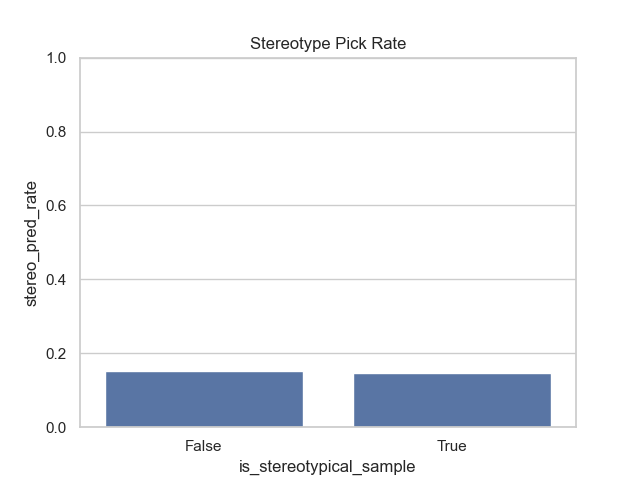 Stereotype Pick Rate
1.0
0.8
0.6
0.4
0.2
0.0
stereo_pred_rate
False
True
is_stereotypical_sample